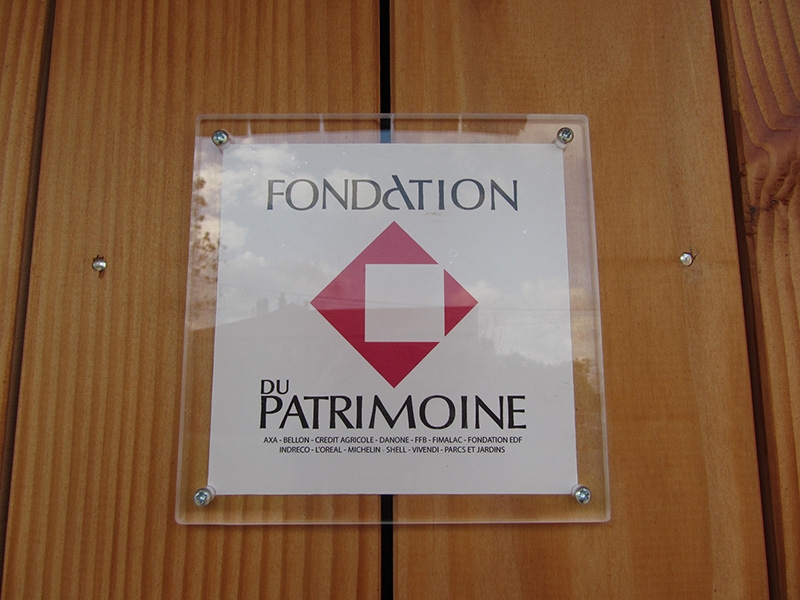 FONDATION
DU
PATRIMOINE
AXA - BELLON - CREDIT AGRICOLE - DANONE - FFB - FIMALAC - FONDATION EDF
INDRECO - L'OREAL - MICHELIN SHELL - VIVENDI - PARCS ET JARDINS